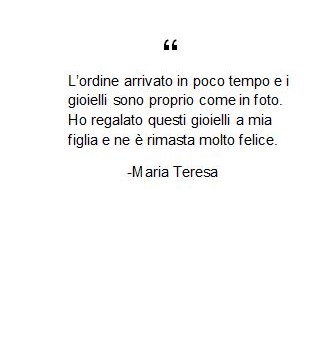 “
L’ordine arrivato in poco tempo e i
gioielli sono proprio come in foto.
Ho regalato questi gioielli a mia
figlia e ne è rimasta molto felice.
-Maria Teresa